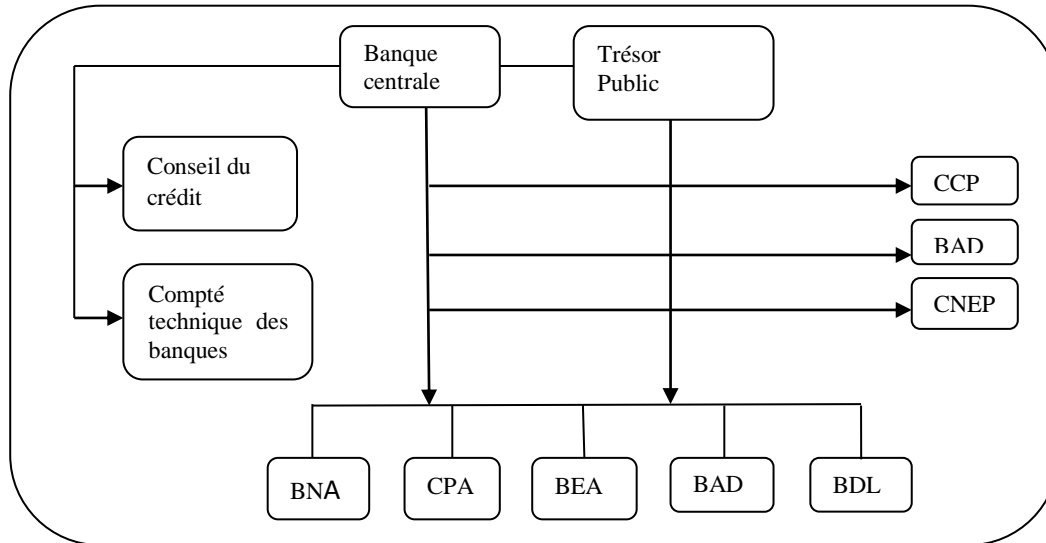 Banque
centrale
Trésor
Public
Conseil du
crédit
Compté
technique des
banques
CCP
BAD
CNEP
BNA
CPA
BEA
BAD
BDL